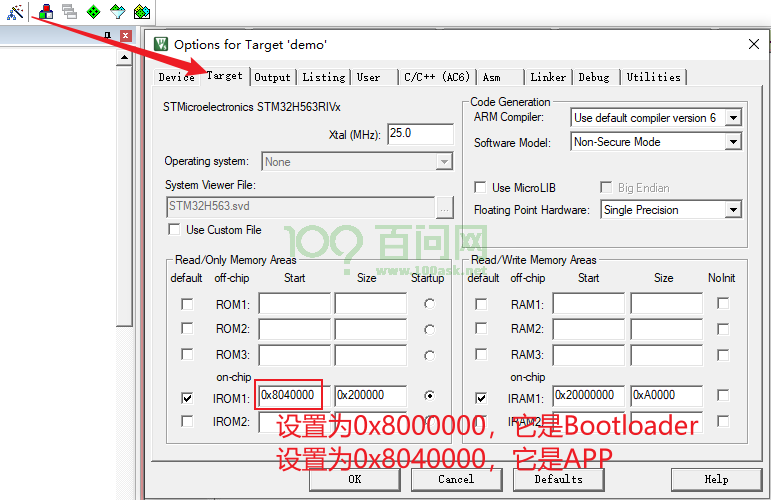 Options for Target 'demo'
Device Target Output Listing User C/C++ (AC6) Asm Linker Debug Utilities
STMicroelectronics STM32H563RIVx
Xtal (MHz): 25.0
Operating system: None
System Viewer File:
STM32H563.svd ...
Use Custom File
Code Generation
ARM Compiler: Use default compiler version 6
Software Model: Non-Secure Mode
Use MicroLIB Big Endian
Floating Point Hardware: Single Precision
百问网
www.100ask.net
Read/Only Memory Areas
default off-chip Start Size Startup
ROM1:
ROM2:
ROM3:
on-chip
IROM1: 0x8040000 0x200000
IROM2:
Read/Write Memory Areas
default off-chip Start Size NoInit
RAM1:
RAM2:
RAM3:
on-chip
IRAM1: 0x20000000 0xA0000
IRAM2:
设置为0x8000000，它是Bootloader
设置为0x8040000，它是APP
OK Cancel Defaults Help